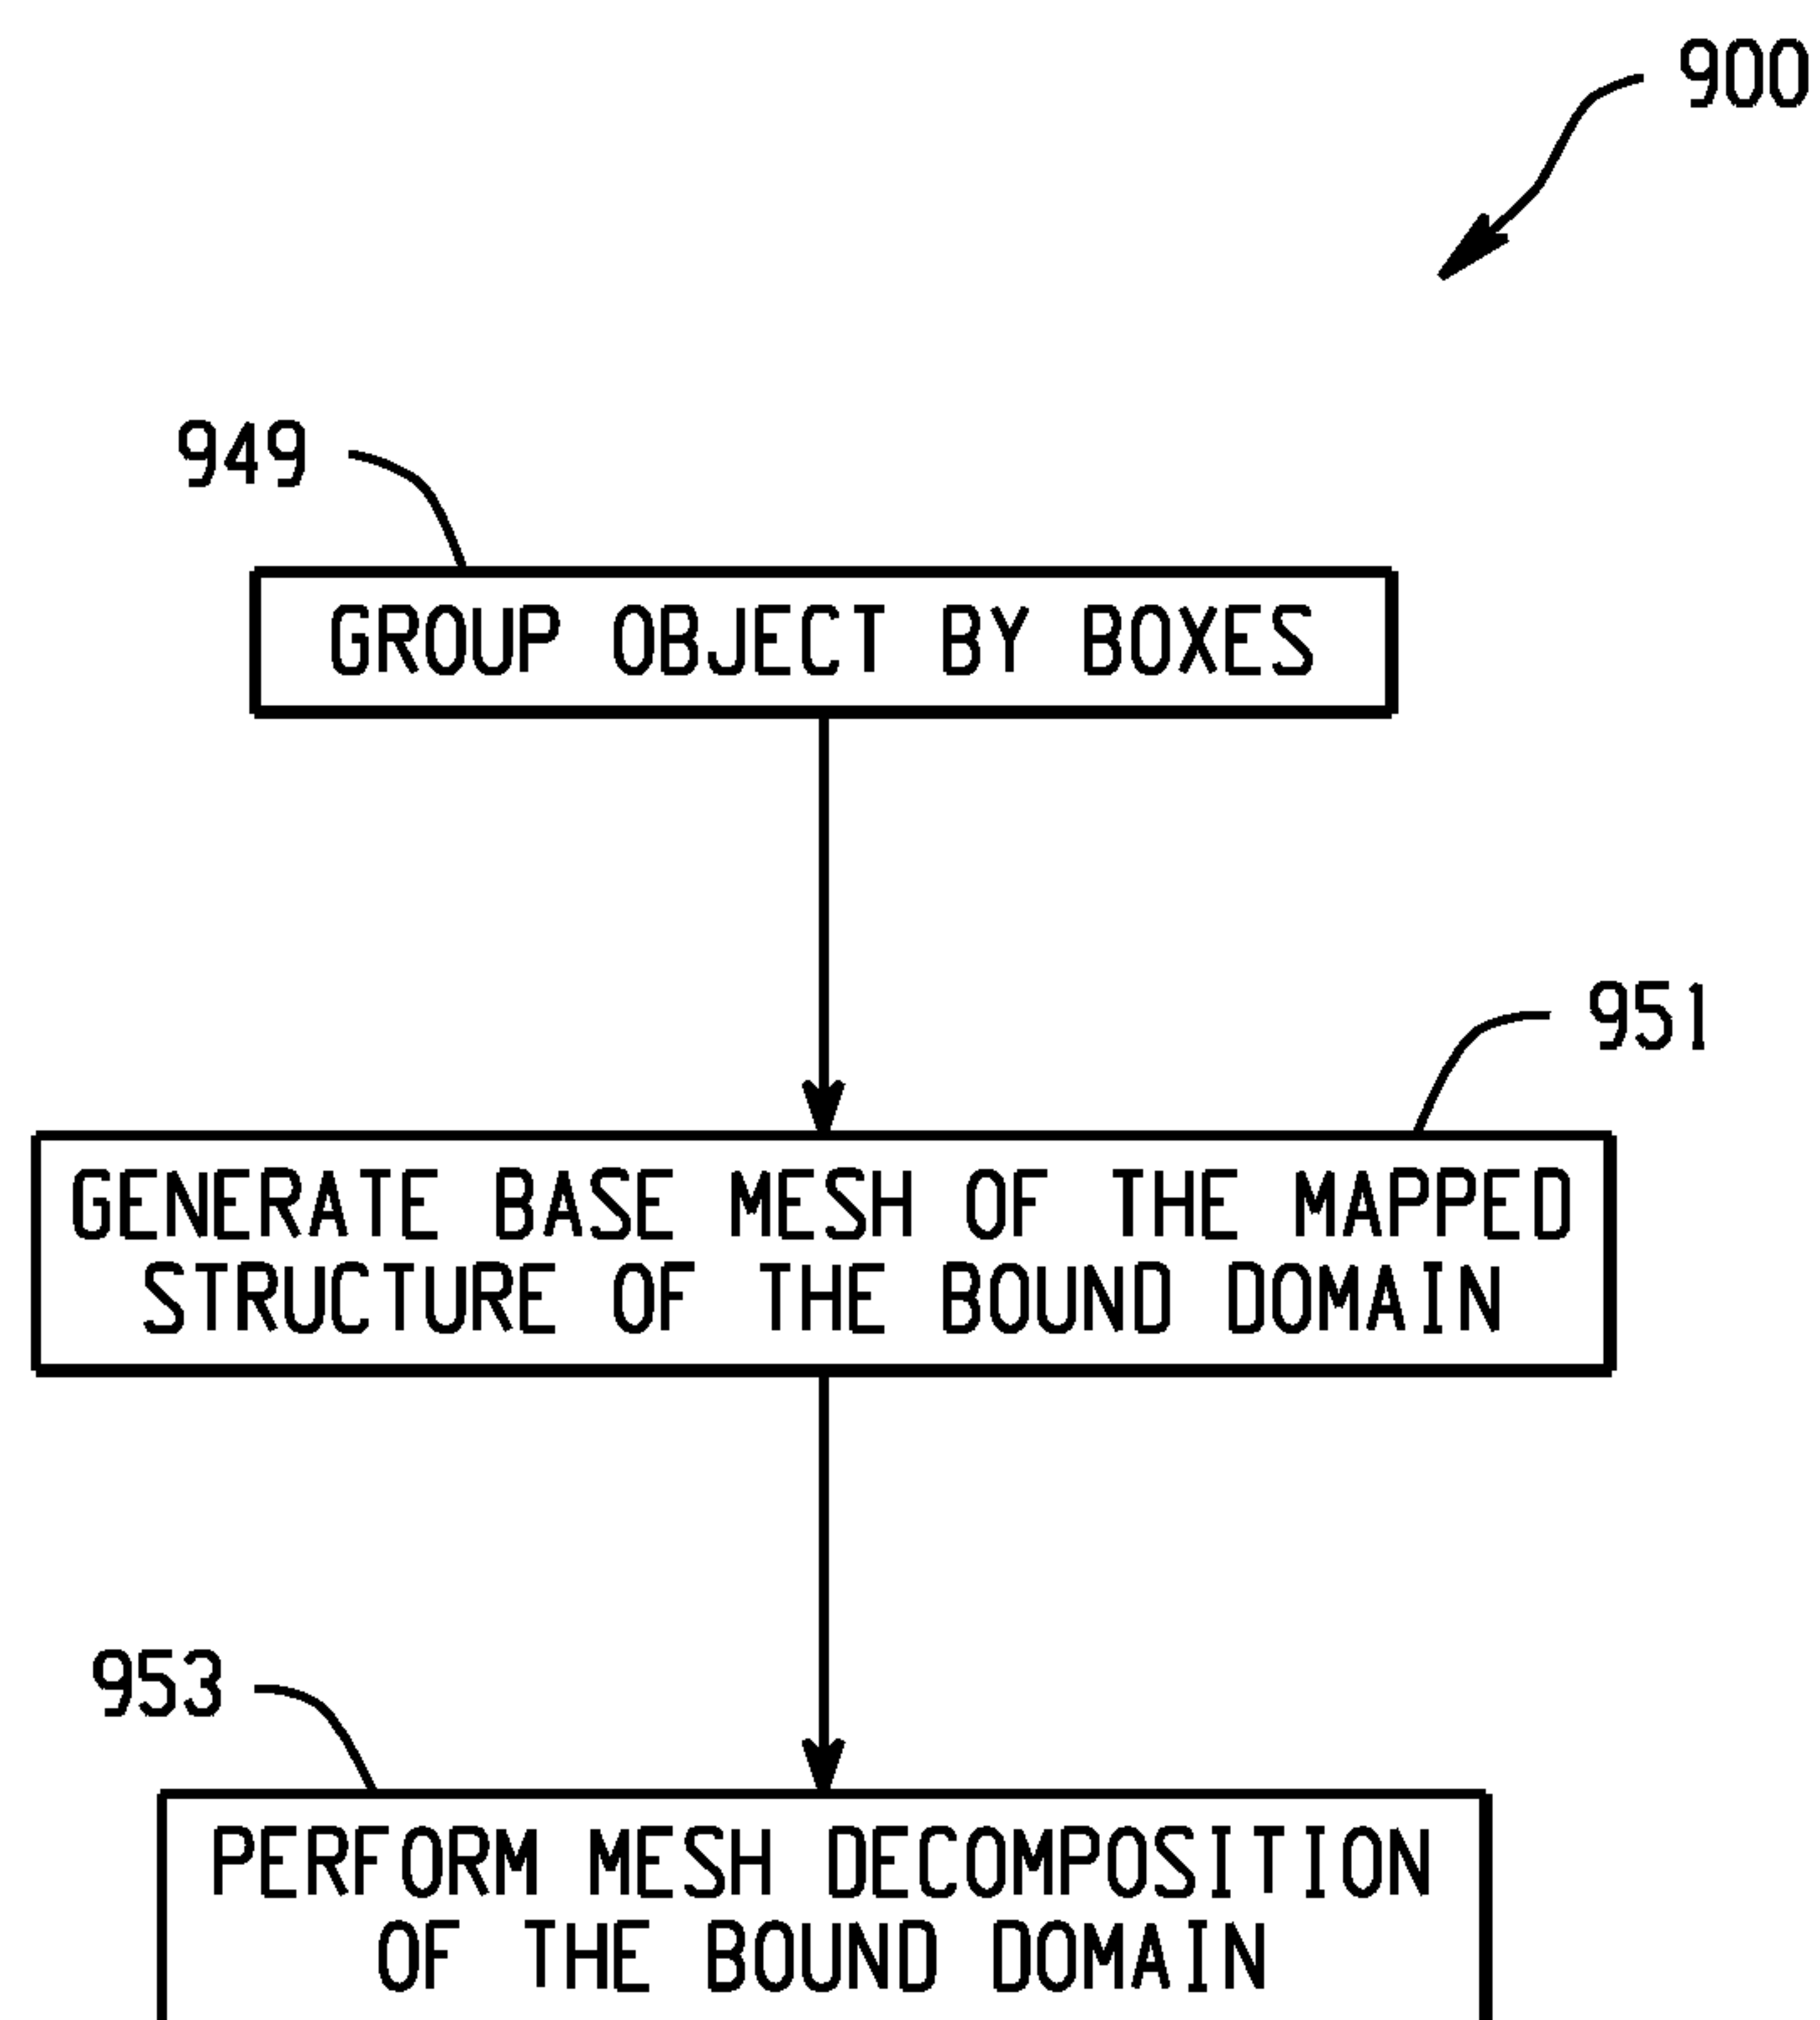 900
949
GROUP OBJECT BY BOXES
951
GENERATE BASE MESH OF THE MAPPED
STRUCTURE OF THE BOUND DOMAIN
953
PERFORM MESH DECOMPOSITION
OF THE BOUND DOMAIN